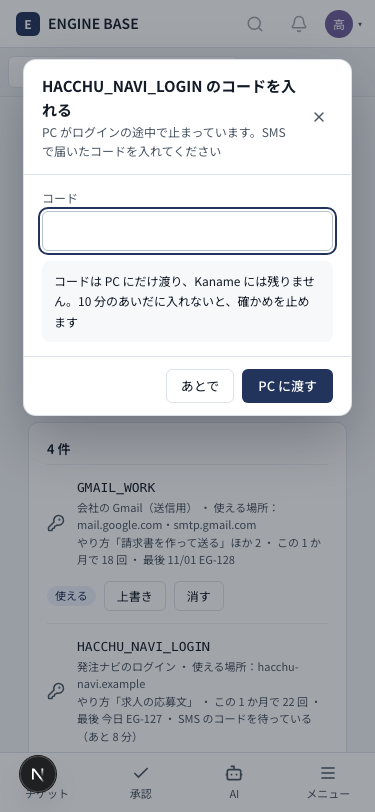 E ENGINE BASE 高
HACCHU_NAVI_LOGIN のコードを入
れる
PC がログインの途中で止まっています。SMS
で届いたコードを入れてください
コード
コードは PC にだけ渡り、Kaname には残りませ
ん。10 分のあいだに入れないと、確かめを止め
ます
あとで PC に渡す
4 件
GMAIL_WORK
会社の Gmail（送信用） ・ 使える場所：
mail.google.com・smtp.gmail.com
やり方「請求書を作って送る」ほか 2 ・ この 1 か
月で 18 回 ・ 最後 11/01 EG-128
使える 上書き 消す
HACCHU_NAVI_LOGIN
発注ナビのログイン ・ 使える場所：hacchu-
navi.example
やり方「求人の応募文」 ・ この 1 か月で 22 回 ・
最後 今日 EG-127 ・ SMS のコードを待っている
（あと 8 分）
N
チケット 承認 AI メニュー